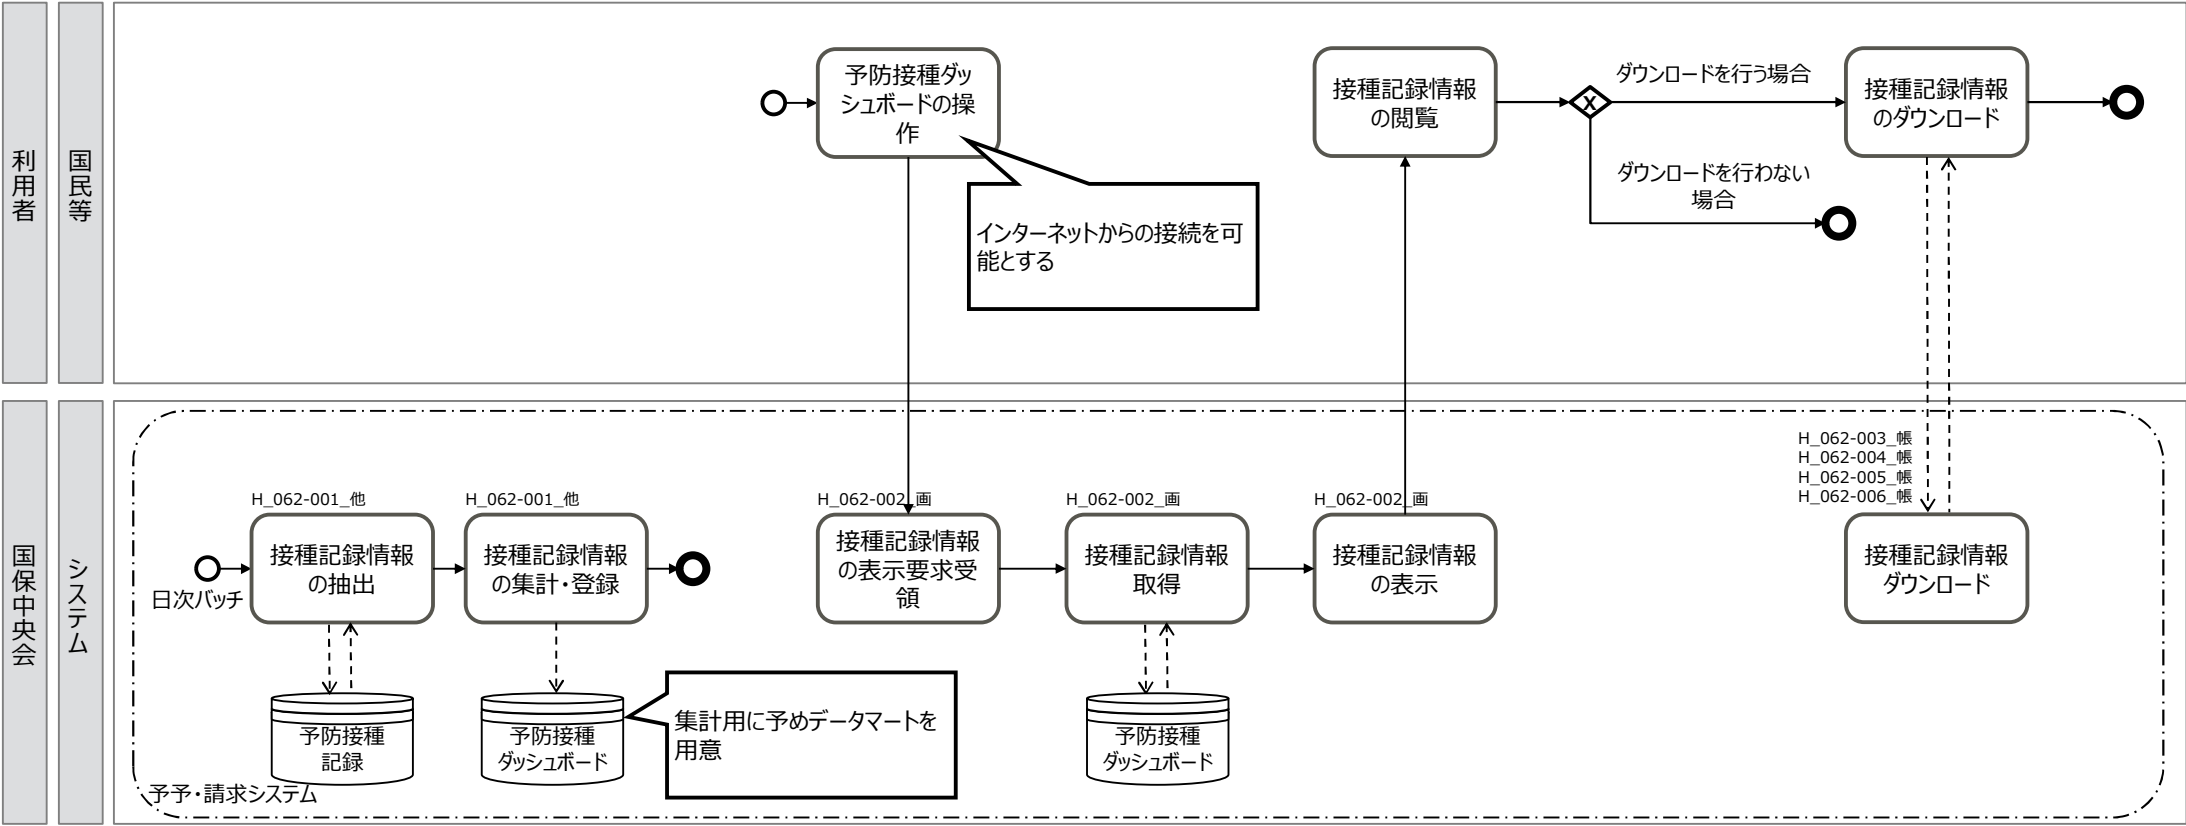 利用者
国民等
予防接種ダッ
シュボードの操
作
インターネットからの接続を可
能とする
接種記録情報
の閲覧
X
ダウンロードを行う場合
ダウンロードを行わない
場合
接種記録情報
のダウンロード
国保中央会
システム
日次バッチ
H_062-001_他
接種記録情報
の抽出
H_062-001_他
接種記録情報
の集計・登録
H_062-002_画
接種記録情報
の表示要求受
領
H_062-002_画
接種記録情報
取得
H_062-002_画
接種記録情報
の表示
H_062-003_帳
H_062-004_帳
H_062-005_帳
H_062-006_帳
接種記録情報
ダウンロード
予防接種
記録
予防接種
ダッシュボード
集計用に予めデータマートを
用意
予防接種
ダッシュボード
予予・請求システム